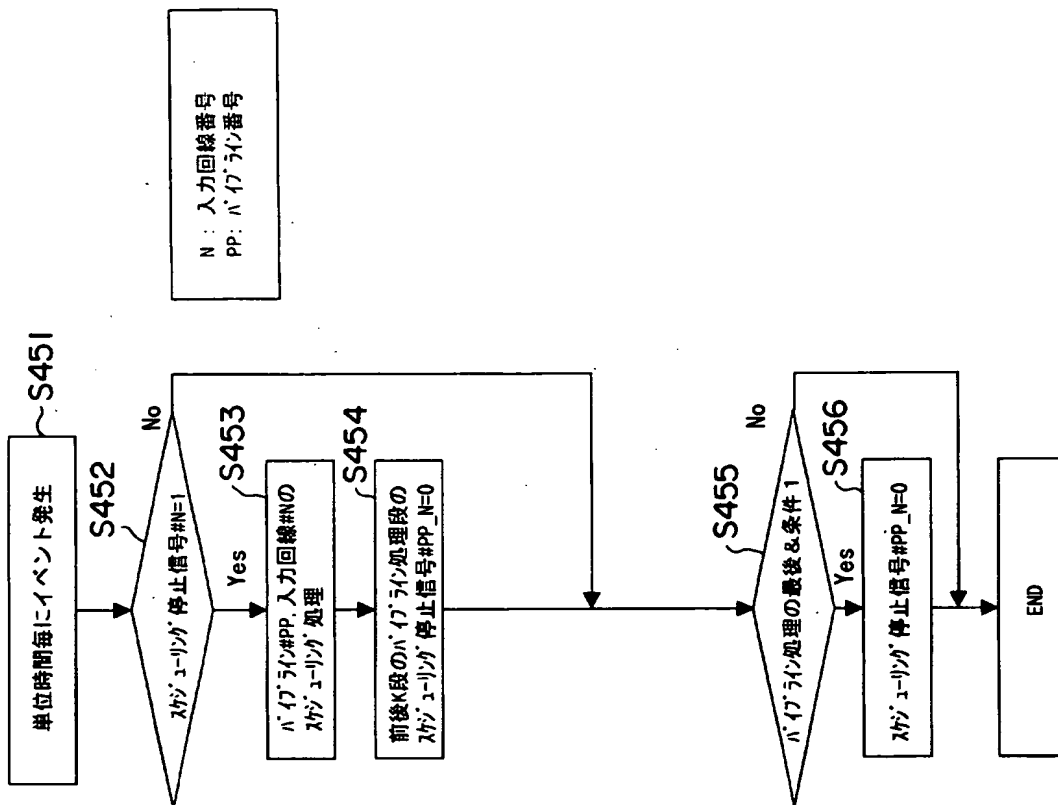 単位時間毎にイベント発生
S451
スケジューリング停止信号#N=1
S452
No
Yes
パイプライン#PP,入力回線#Nの
スケジューリング処理
S453
前後K段のパイプライン処理段の
スケジューリング停止信号#PP_N=0
S454
パイプライン処理の最後&条件1
S455
No
Yes
スケジューリング停止信号#PP_N=0
S456
END
N : 入力回線番号
PP: パイプライン番号